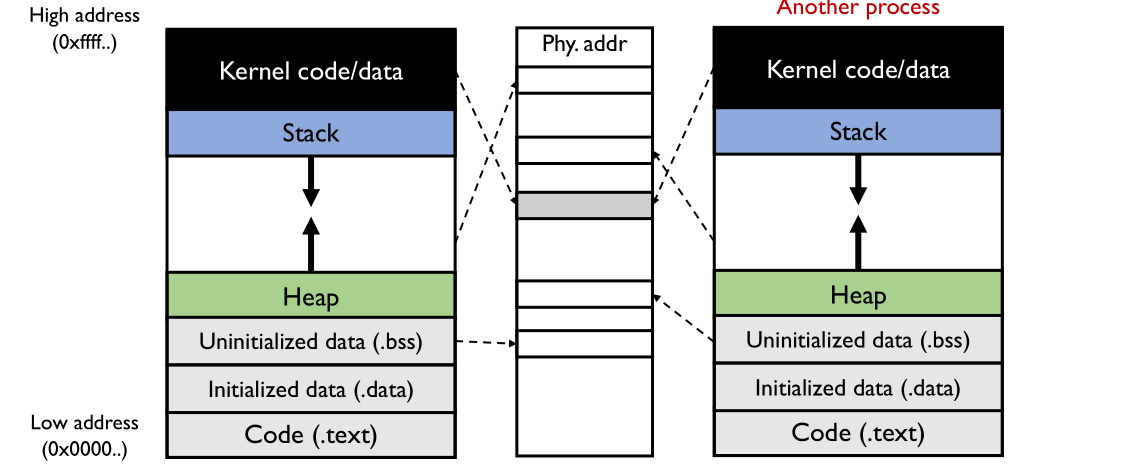 Another process
High address
(0xffff..)
Phy. addr
Kernel code/data
Kernel code/data
Stack
Stack
Heap
Heap
Uninitialized data (.bss)
Uninitialized data (.bss)
Initialized data (.data)
Initialized data (.data)
Low address
(0x0000..)
Code (.text)
Code (.text)